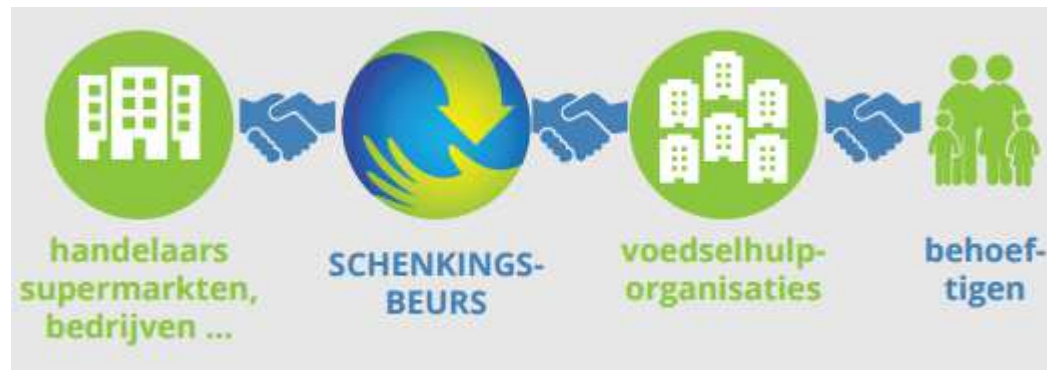 handelaars
supermarkten,
bedrijven ...
SCHENKINGS-
BEURS
voedselhulp-
organisaties
behoef-
tigen